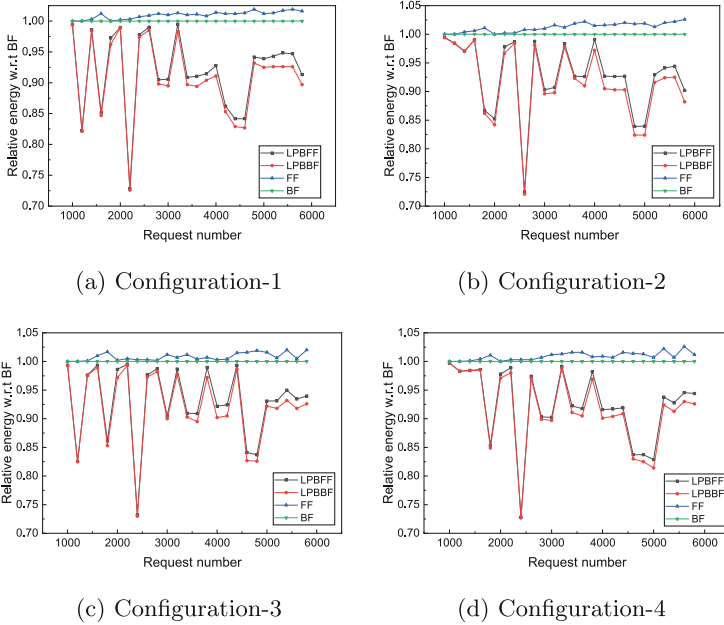 Relative energy w.r.t BF
1.00
0.95
0.90
0.85
0.80
0.75
0.70
1000 2000 3000 4000 5000 6000
Request number
LPBFF
LPBBF
FF
BF
(a) Configuration-1
Relative energy w.r.t BF
1.05
1.00
0.95
0.90
0.85
0.80
0.75
0.70
1000 2000 3000 4000 5000 6000
Request number
LPBFF
LPBBF
FF
BF
(b) Configuration-2
Relative energy w.r.t BF
1.05
1.00
0.95
0.90
0.85
0.80
0.75
0.70
1000 2000 3000 4000 5000 6000
Request number
LPBFF
LPBBF
FF
BF
(c) Configuration-3
Relative energy w.r.t BF
1.05
1.00
0.95
0.90
0.85
0.80
0.75
0.70
1000 2000 3000 4000 5000 6000
Request number
LPBFF
LPBBF
FF
BF
(d) Configuration-4